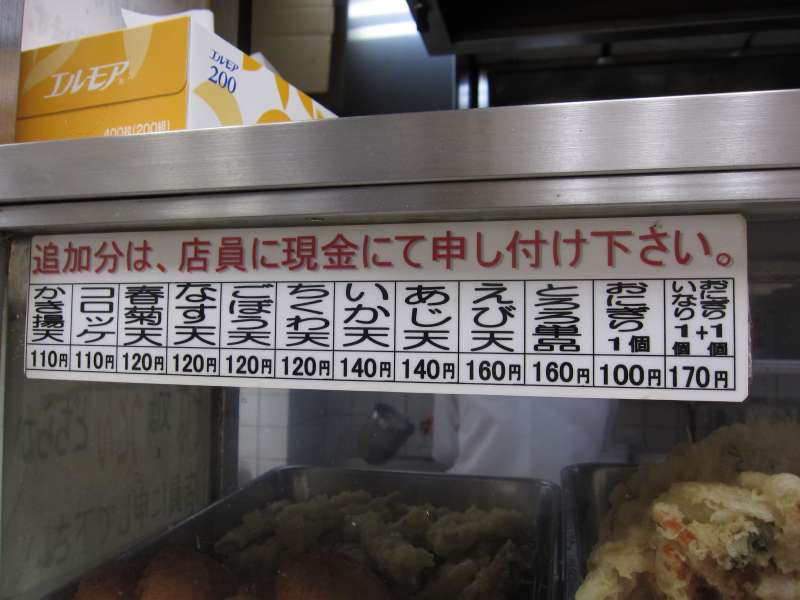 エルモア
エルモア
200
400枚(200組)
追加分は、店員に現金にて申し付け下さい。
かき揚天 110円
コロッケ 110円
春菊天 120円
なす天 120円
ごぼう天 120円
ちくわ天 120円
いか天 140円
あじ天 140円
えび天 160円
とろろ単品 160円
おにぎり1個 100円
おにぎり1個+いなり1個 170円